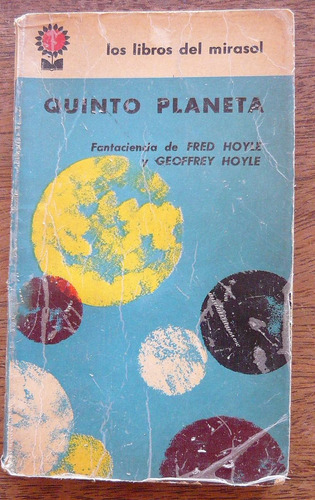 los libros del mirasol
QUINTO PLANETA
Fantaciencia de FRED HOYLE
y GEOFFREY HOYLE